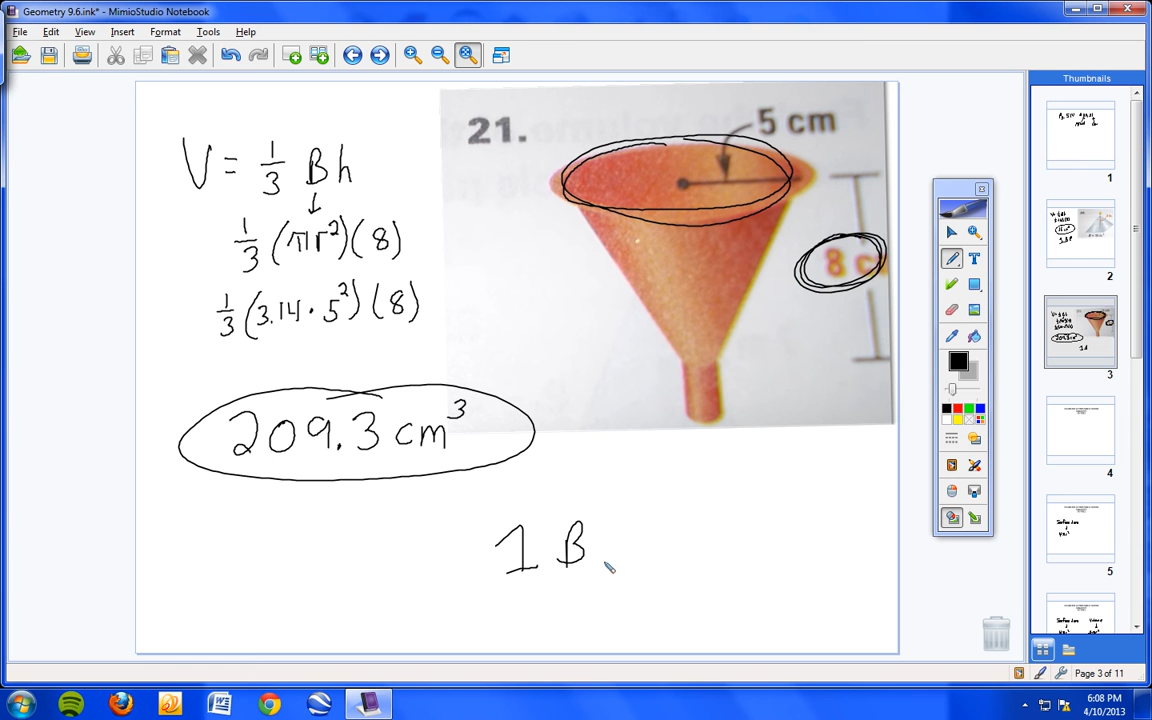 Geometry 9.6.ink* - MimioStudio Notebook
File Edit View Insert Format Tools Help
V = 1/3 Bh
↓
1/3 (πr²)(8)
1/3 (3.14 · 5²)(8)
209.3 cm³
1 B
21.
5 cm
8 c
Thumbnails
1
2
3
4
5
Page 3 of 11
6:08 PM
4/10/2013